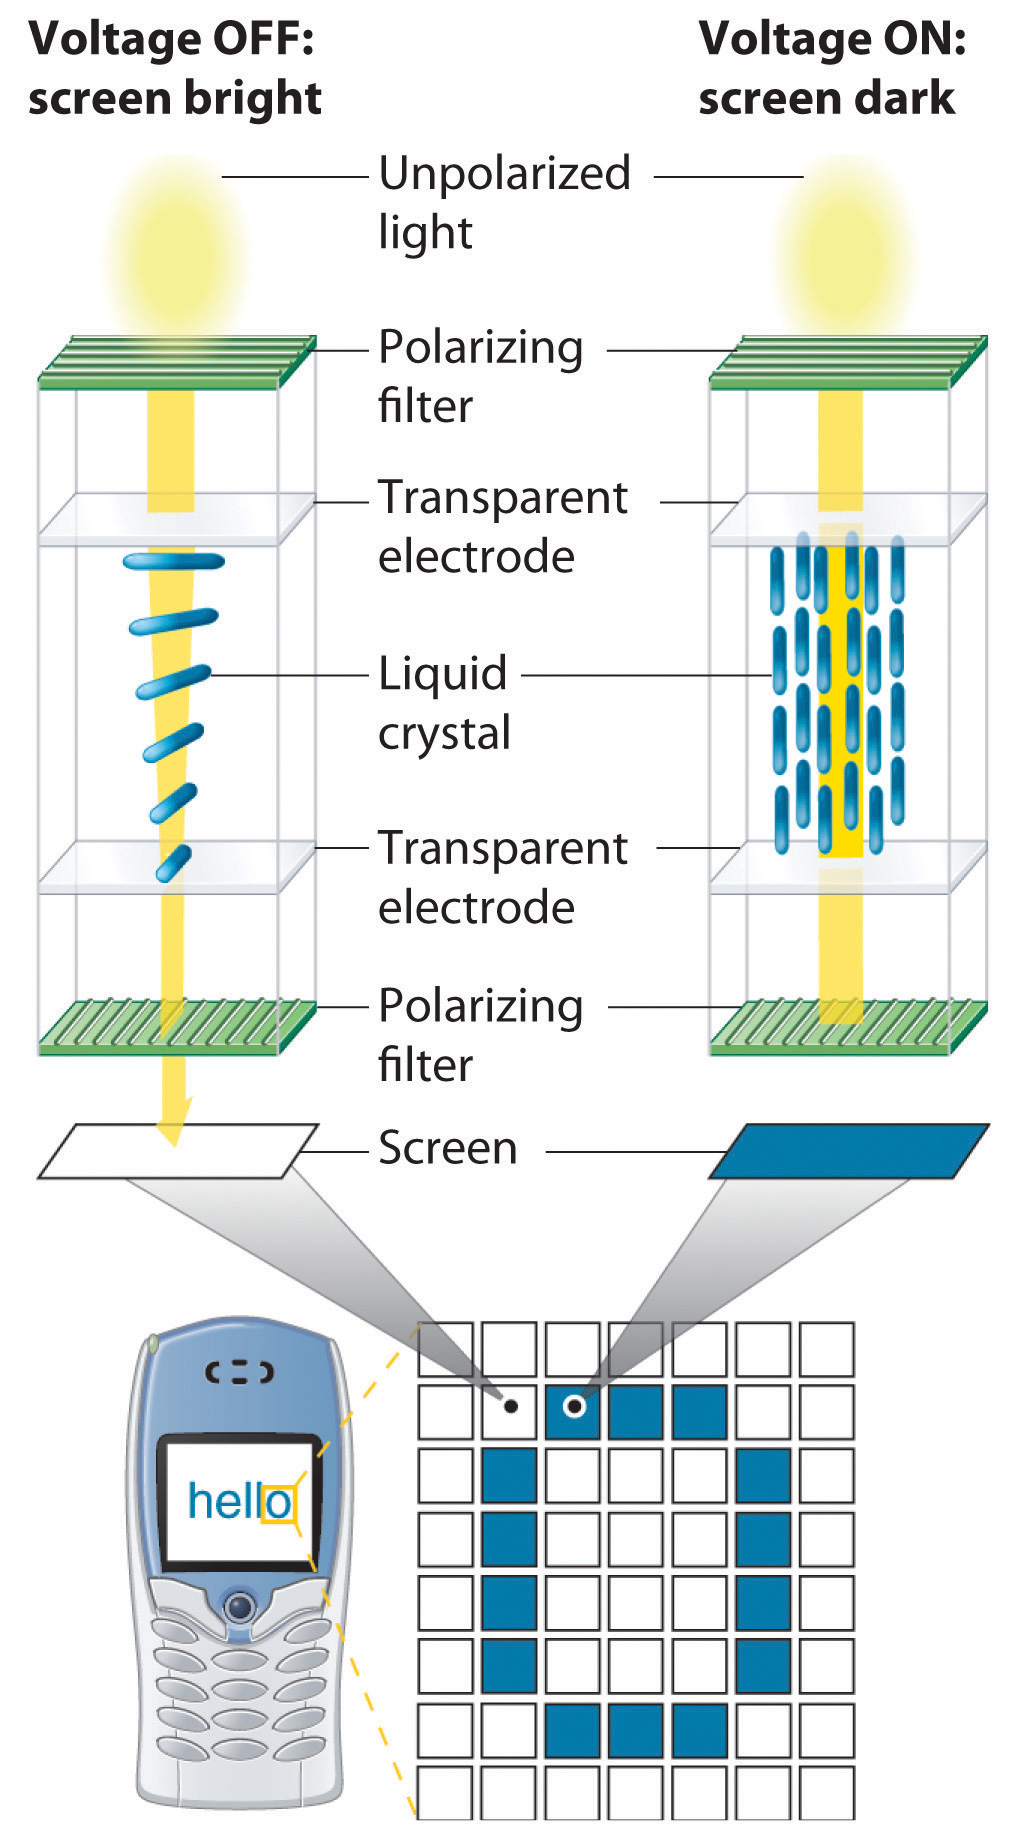 Voltage OFF:
screen bright
Voltage ON:
screen dark
Unpolarized
light
Polarizing
filter
Transparent
electrode
Liquid
crystal
Transparent
electrode
Polarizing
filter
Screen
hello